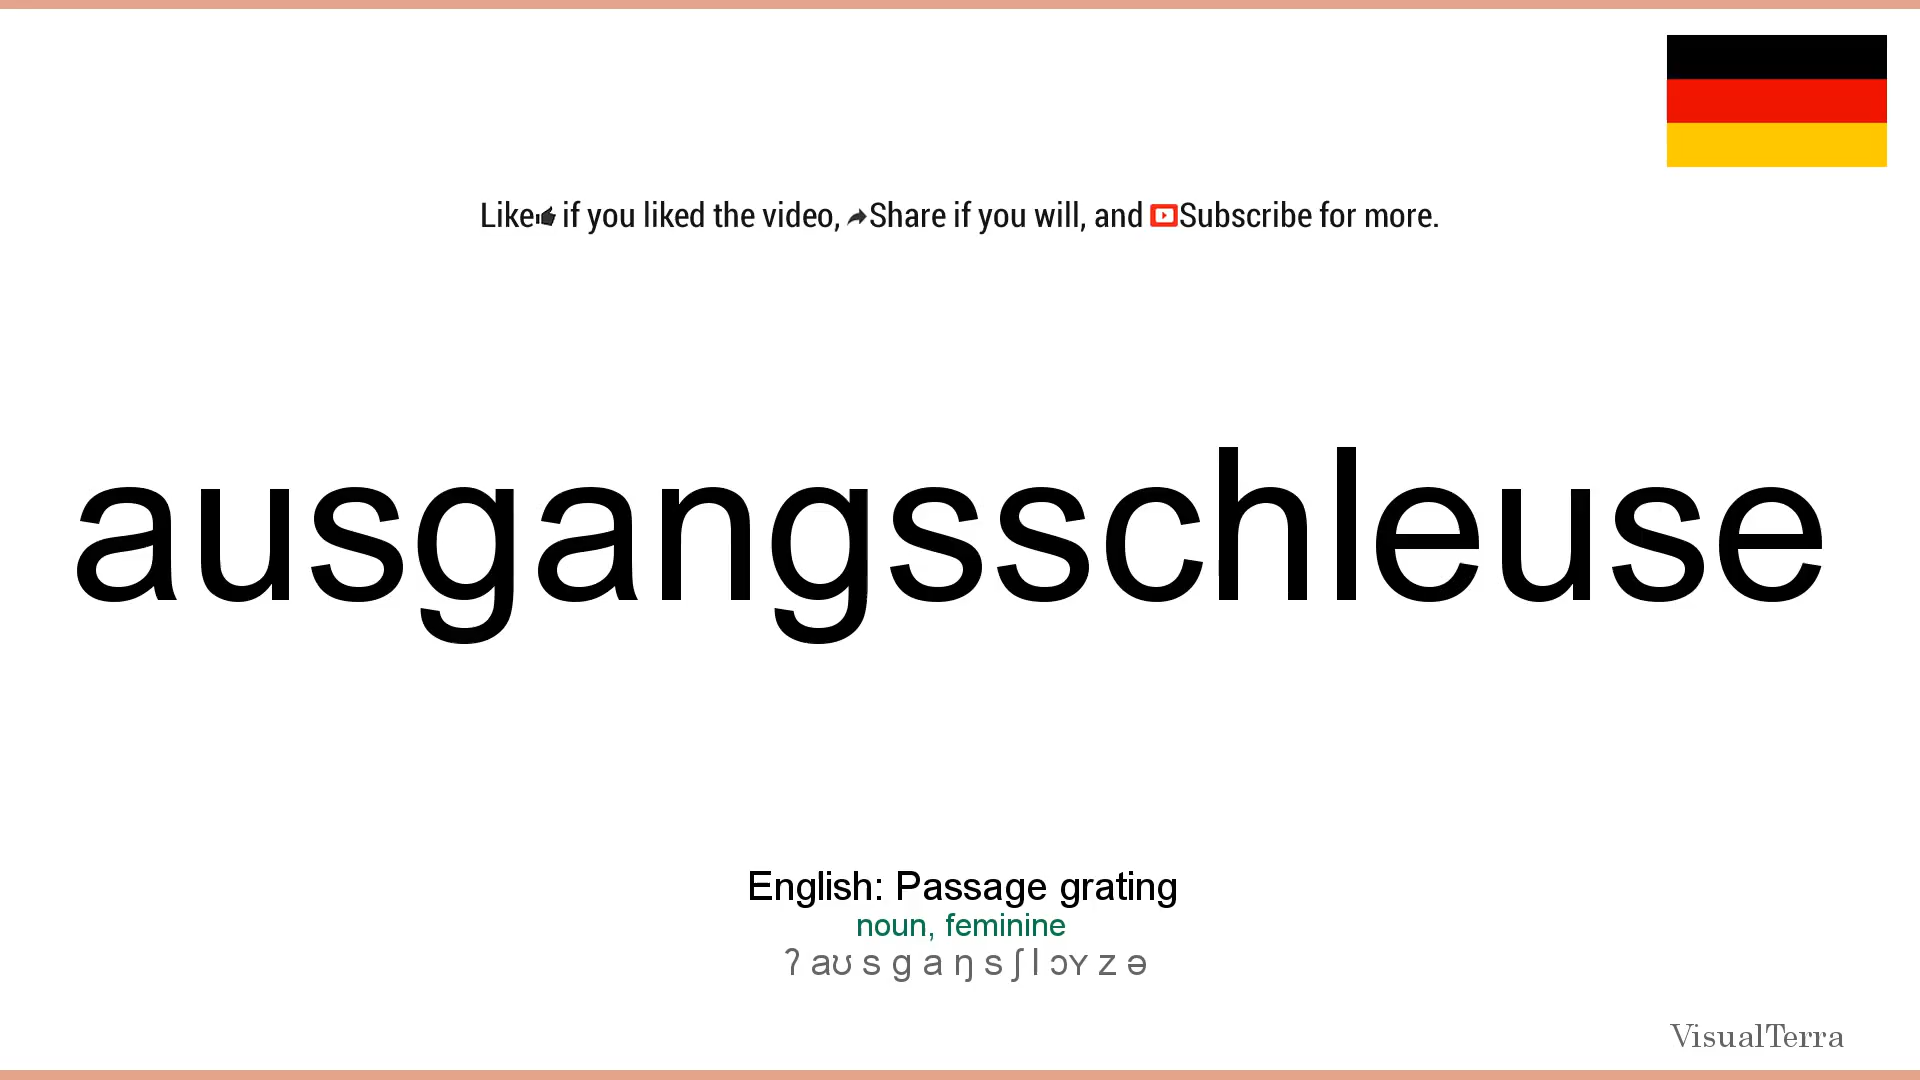 Like if you liked the video, Share if you will, and Subscribe for more.
ausgangsschleuse
English: Passage grating
noun, feminine
ʔ aʊ s ɡ a ŋ s ʃ l ɔʏ z ə
VisualTerra